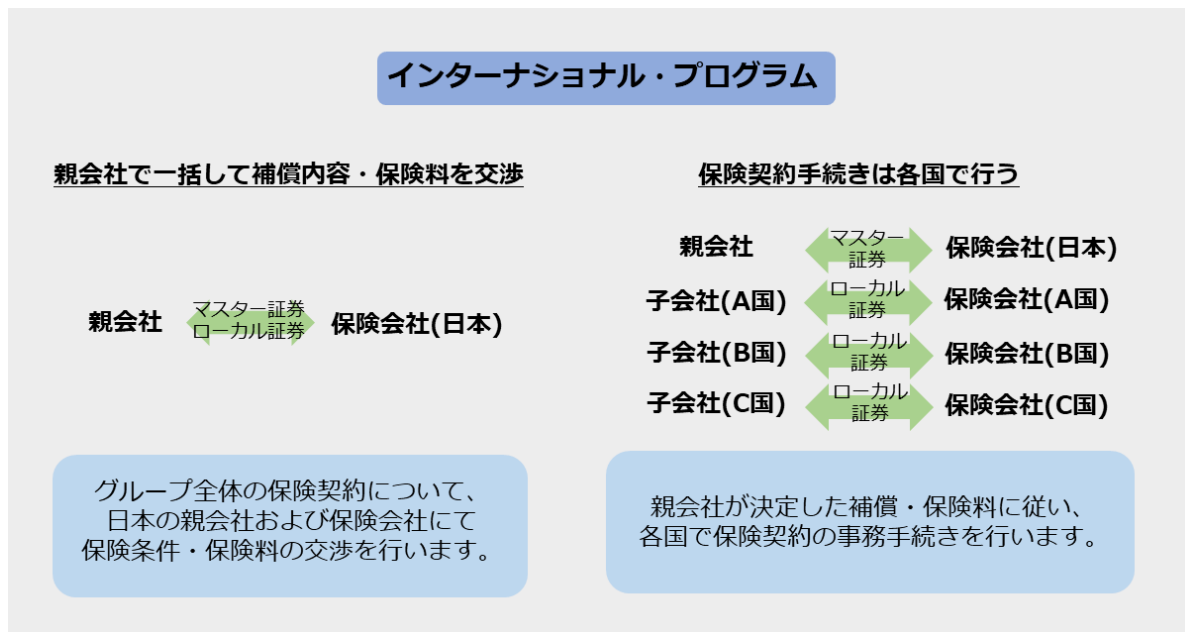 インターナショナル・プログラム
親会社で一括して補償内容・保険料を交渉
親会社
マスター証券
ローカル証券
保険会社(日本)
グループ全体の保険契約について、
日本の親会社および保険会社にて
保険条件・保険料の交渉を行います。
保険契約手続きは各国で行う
親会社
マスター
証券
保険会社(日本)
子会社(A国)
ローカル
証券
保険会社(A国)
子会社(B国)
ローカル
証券
保険会社(B国)
子会社(C国)
ローカル
証券
保険会社(C国)
親会社が決定した補償・保険料に従い、
各国で保険契約の事務手続きを行います。